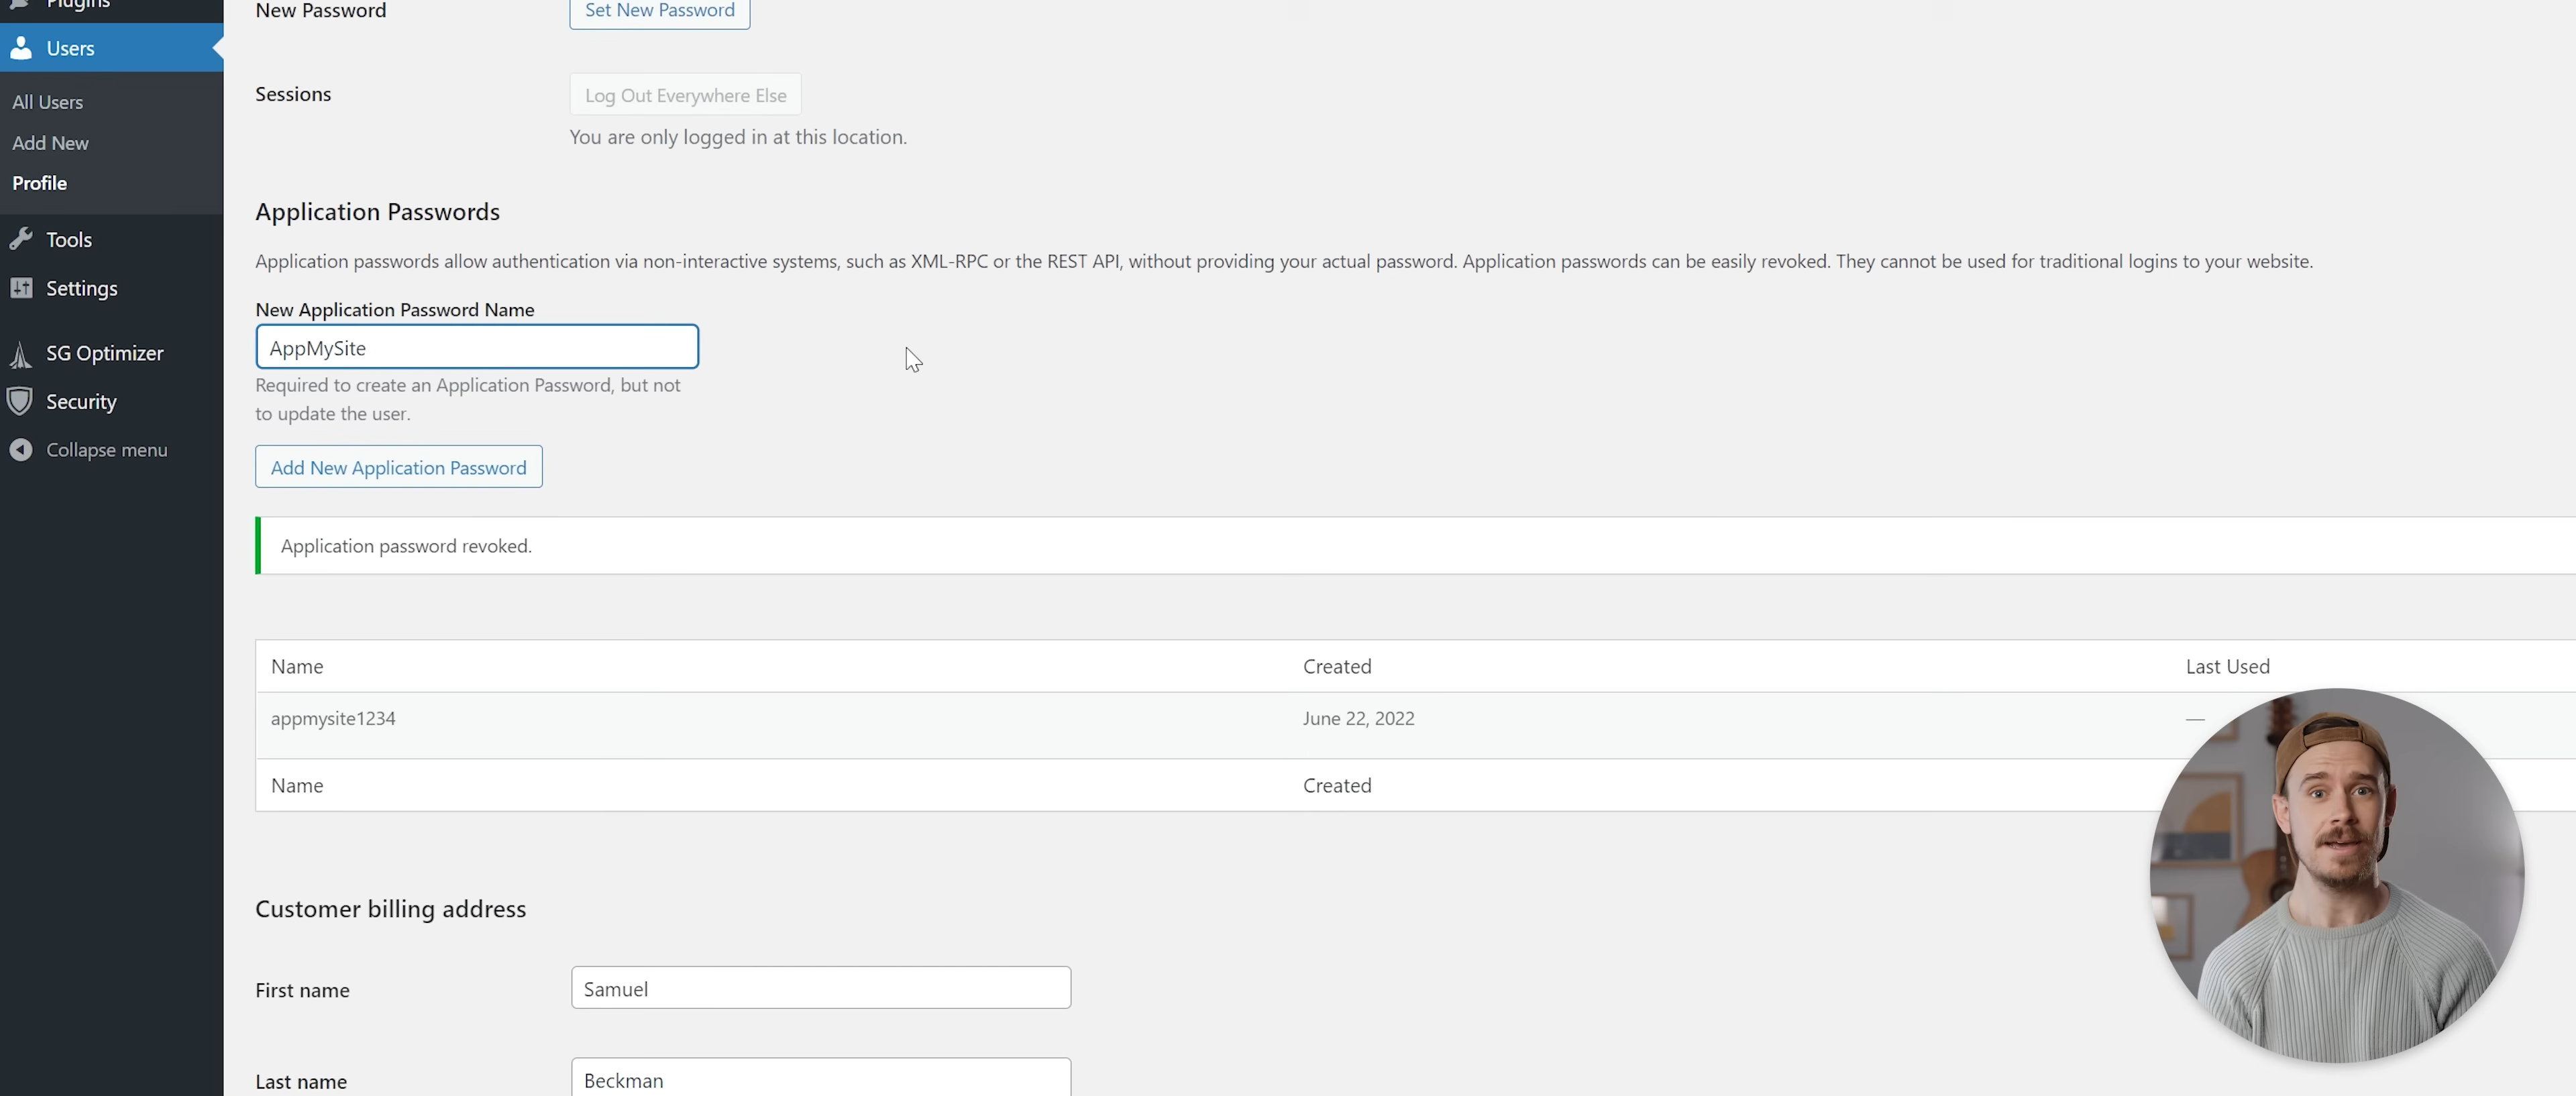 Plugins
Users
All Users
Add New
Profile
Tools
Settings
SG Optimizer
Security
Collapse menu
New Password
Set New Password
Sessions
Log Out Everywhere Else
You are only logged in at this location.
Application Passwords
Application passwords allow authentication via non-interactive systems, such as XML-RPC or the REST API, without providing your actual password. Application passwords can be easily revoked. They cannot be used for traditional logins to your website.
New Application Password Name
AppMySite
Required to create an Application Password, but not
to update the user.
Add New Application Password
Application password revoked.
Name Created Last Used
appmysite1234 June 22, 2022 —
Name Created
Customer billing address
First name Samuel
Last name Beckman